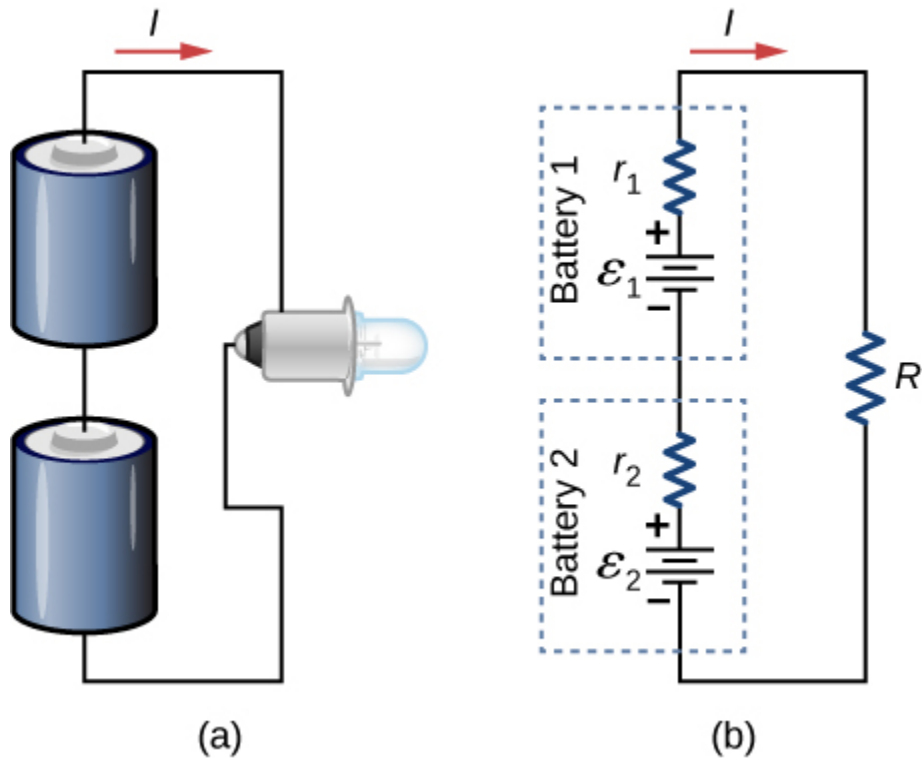 I
(a)
I
Battery 1
r₁
+
ε₁
−
Battery 2
r₂
+
ε₂
−
R
(b)